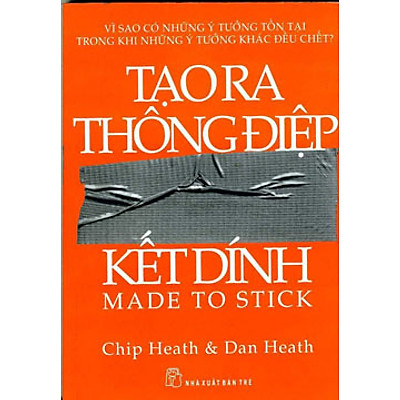 VÌ SAO CÓ NHỮNG Ý TƯỞNG TỒN TẠI
TRONG KHI NHỮNG Ý TƯỞNG KHÁC ĐỀU CHẾT?
TẠO RA
THÔNG ĐIỆP
KẾT DÍNH
MADE TO STICK
Chip Heath & Dan Heath
NHÀ XUẤT BẢN TRẺ